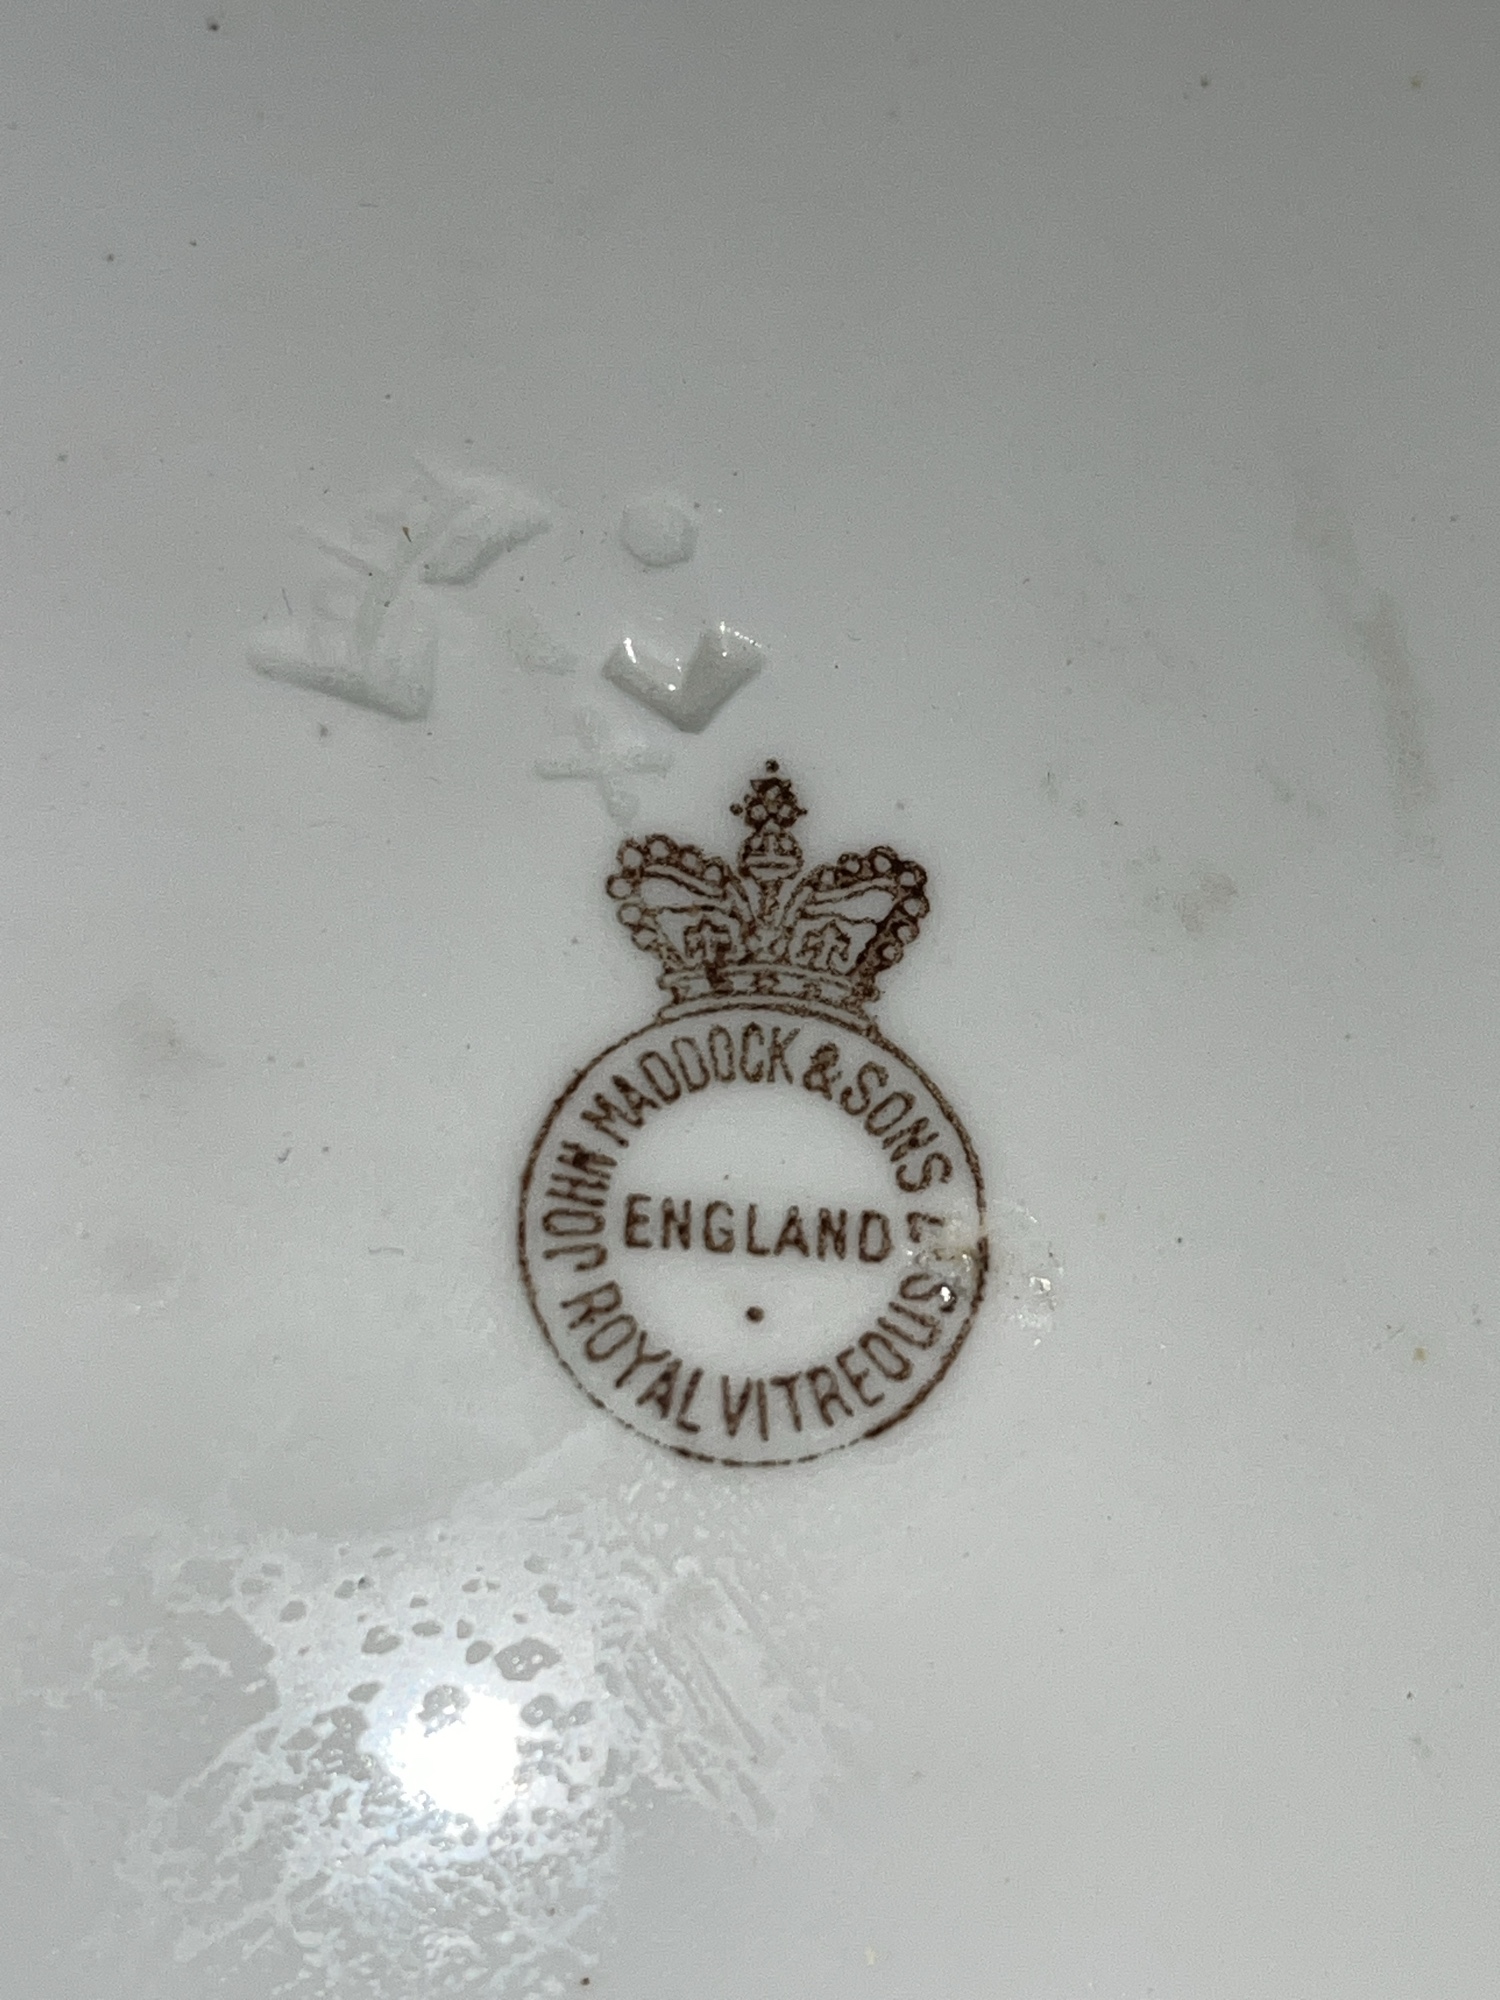 JOHN MADDOCK & SONS
ENGLAND
ROYAL VITREOUS